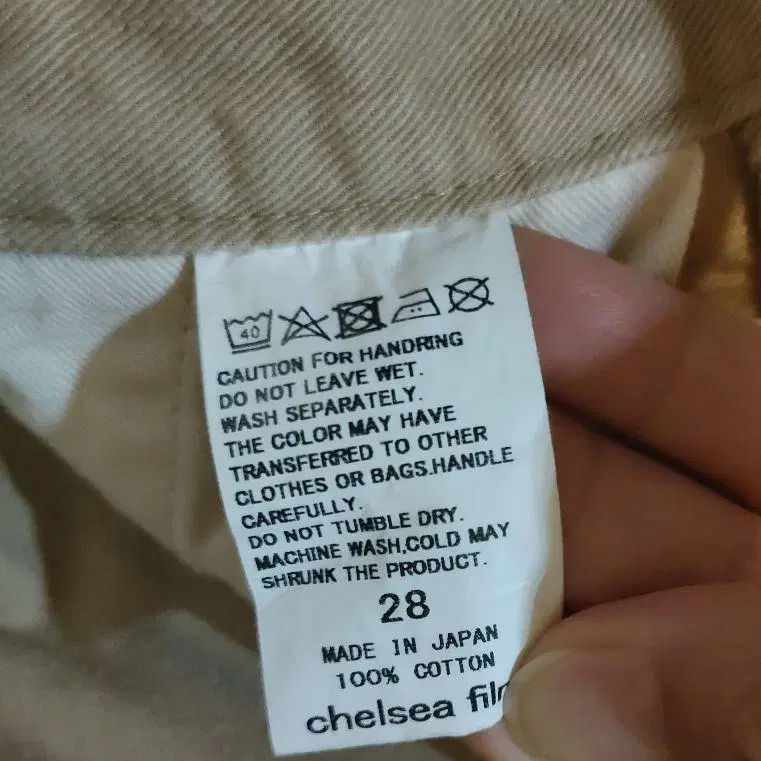 40
CAUTION FOR HANDRING
DO NOT LEAVE WET.
WASH SEPARATELY.
THE COLOR MAY HAVE
TRANSFERRED TO OTHER
CLOTHES OR BAGS.HANDLE
CAREFULLY.
DO NOT TUMBLE DRY.
MACHINE WASH,COLD MAY
SHRUNK THE PRODUCT.
28
MADE IN JAPAN
100% COTTON
chelsea